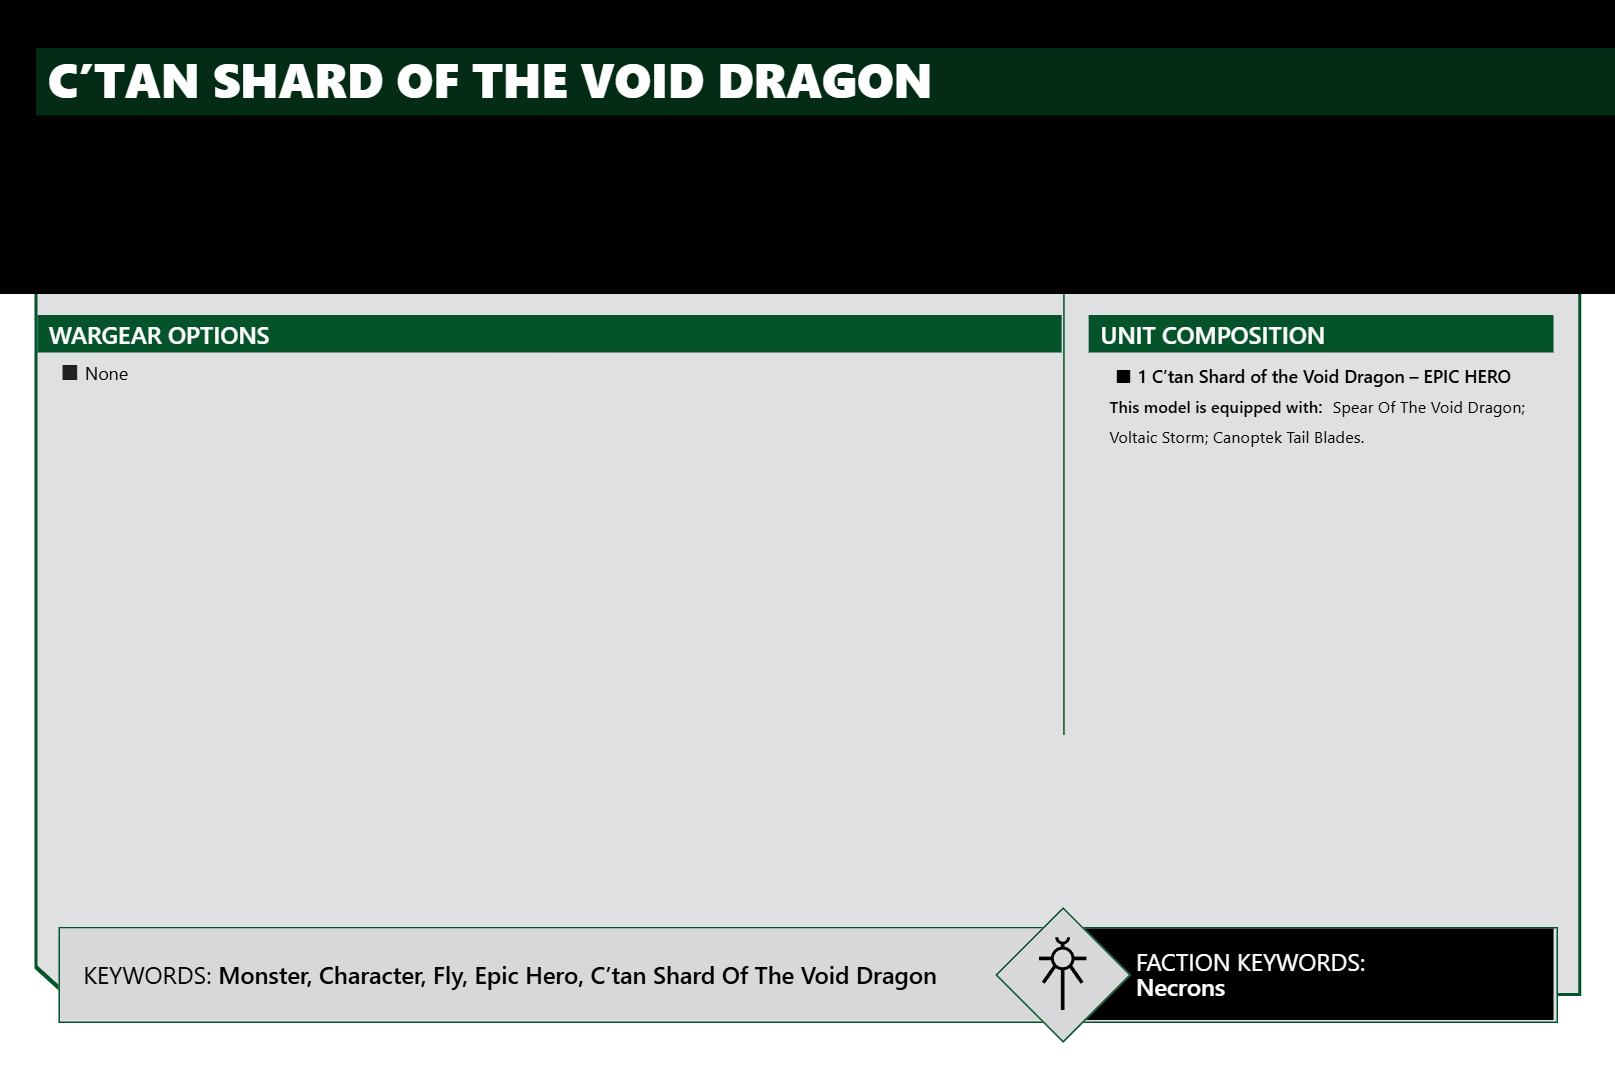 C’TAN SHARD OF THE VOID DRAGON
WARGEAR OPTIONS
■ None
UNIT COMPOSITION
■ 1 C’tan Shard of the Void Dragon – EPIC HERO
This model is equipped with: Spear Of The Void Dragon;
Voltaic Storm; Canoptek Tail Blades.
KEYWORDS: Monster, Character, Fly, Epic Hero, C’tan Shard Of The Void Dragon
FACTION KEYWORDS:
Necrons